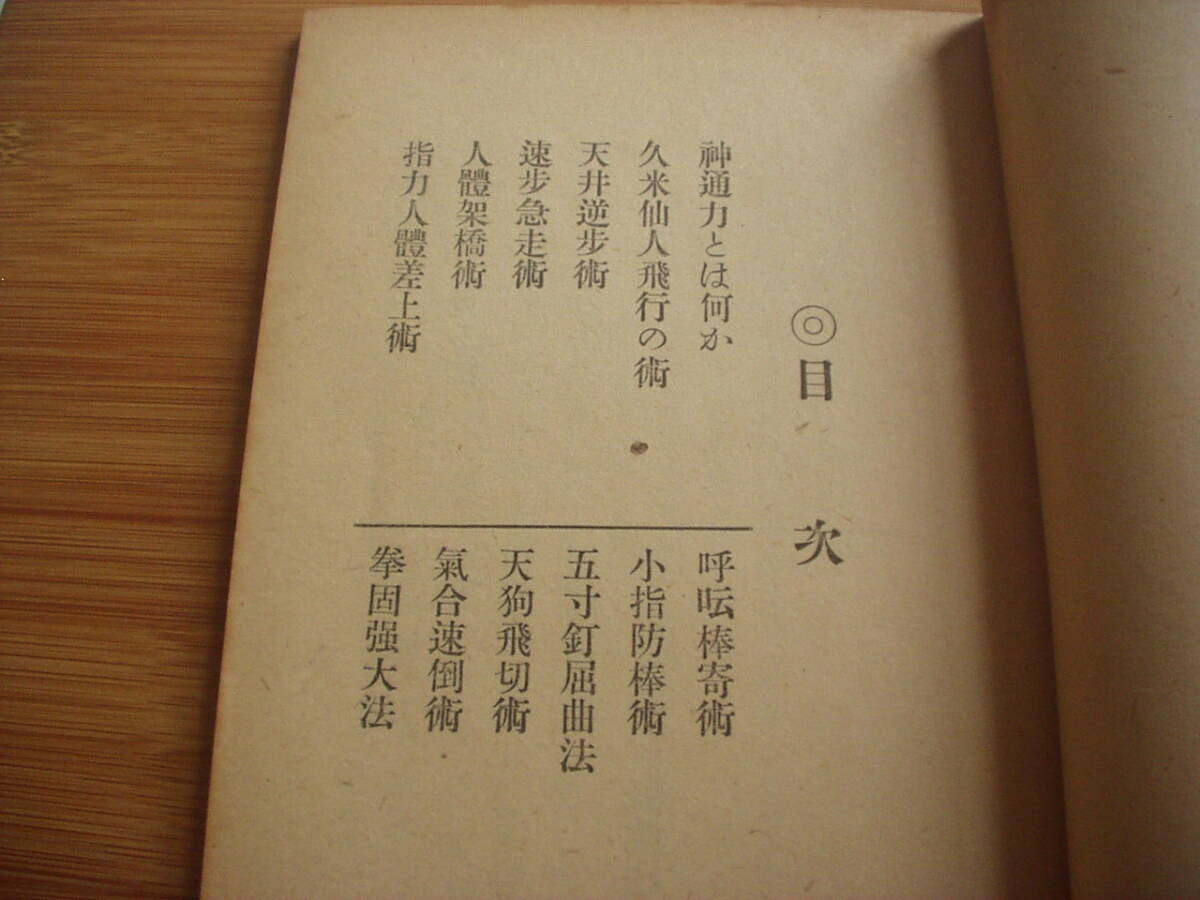 ◎目次
神通力とは何か
久米仙人飛行の術
天井逆步術
速步急走術
人體架橋術
指力人體差上術
呼吰棒寄術
小指防棒術
五寸釘屈曲法
天狗飛切術
氣合速倒術
拳固强大法